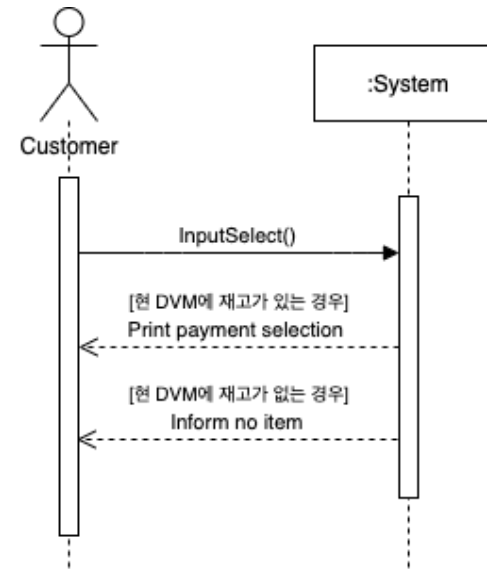 :System
Customer
InputSelect()
[현 DVM에 재고가 있는 경우]
Print payment selection
[현 DVM에 재고가 없는 경우]
Inform no item